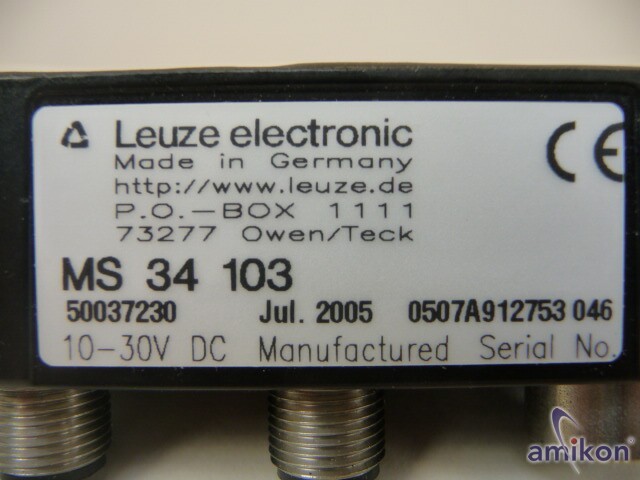 Leuze electronic
Made in Germany
http://www.leuze.de
P.O.-BOX 1111
73277 Owen/Teck
CE
MS 34 103
50037230 Jul. 2005 0507A912753 046
10-30V DC Manufactured Serial No.
amikon